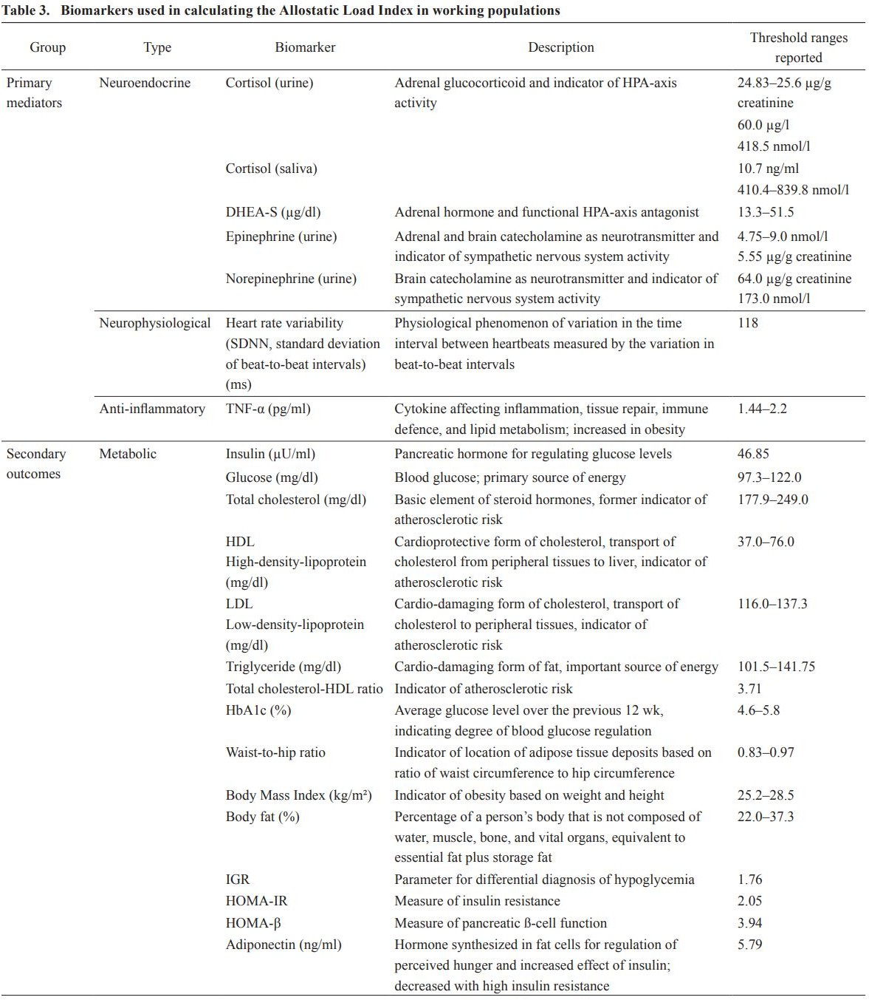 Table 3. Biomarkers used in calculating the Allostatic Load Index in working populations
Group Type Biomarker Description Threshold ranges
reported
Primary Neuroendocrine Cortisol (urine) Adrenal glucocorticoid and indicator of HPA-axis 24.83–25.6 µg/g
mediators activity creatinine
60.0 µg/l
418.5 nmol/l
Cortisol (saliva) 10.7 ng/ml
410.4–839.8 nmol/l
DHEA-S (µg/dl) Adrenal hormone and functional HPA-axis antagonist 13.3–51.5
Epinephrine (urine) Adrenal and brain catecholamine as neurotransmitter and 4.75–9.0 nmol/l
indicator of sympathetic nervous system activity 5.55 µg/g creatinine
Norepinephrine (urine) Brain catecholamine as neurotransmitter and indicator of 64.0 µg/g creatinine
sympathetic nervous system activity 173.0 nmol/l
Neurophysiological Heart rate variability Physiological phenomenon of variation in the time 118
(SDNN, standard deviation interval between heartbeats measured by the variation in
of beat-to-beat intervals) beat-to-beat intervals
(ms)
Anti-inflammatory TNF-α (pg/ml) Cytokine affecting inflammation, tissue repair, immune 1.44–2.2
defence, and lipid metabolism; increased in obesity
Secondary Metabolic Insulin (µU/ml) Pancreatic hormone for regulating glucose levels 46.85
outcomes Glucose (mg/dl) Blood glucose; primary source of energy 97.3–122.0
Total cholesterol (mg/dl) Basic element of steroid hormones, former indicator of 177.9–249.0
atherosclerotic risk
HDL Cardioprotective form of cholesterol, transport of 37.0–76.0
High-density-lipoprotein cholesterol from peripheral tissues to liver, indicator of
(mg/dl) atherosclerotic risk
LDL Cardio-damaging form of cholesterol, transport of 116.0–137.3
Low-density-lipoprotein cholesterol to peripheral tissues, indicator of
(mg/dl) atherosclerotic risk
Triglyceride (mg/dl) Cardio-damaging form of fat, important source of energy 101.5–141.75
Total cholesterol-HDL ratio Indicator of atherosclerotic risk 3.71
HbA1c (%) Average glucose level over the previous 12 wk, 4.6–5.8
indicating degree of blood glucose regulation
Waist-to-hip ratio Indicator of location of adipose tissue deposits based on 0.83–0.97
ratio of waist circumference to hip circumference
Body Mass Index (kg/m²) Indicator of obesity based on weight and height 25.2–28.5
Body fat (%) Percentage of a person’s body that is not composed of 22.0–37.3
water, muscle, bone, and vital organs, equivalent to
essential fat plus storage fat
IGR Parameter for differential diagnosis of hypoglycemia 1.76
HOMA-IR Measure of insulin resistance 2.05
HOMA-β Measure of pancreatic ß-cell function 3.94
Adiponectin (ng/ml) Hormone synthesized in fat cells for regulation of 5.79
perceived hunger and increased effect of insulin;
decreased with high insulin resistance